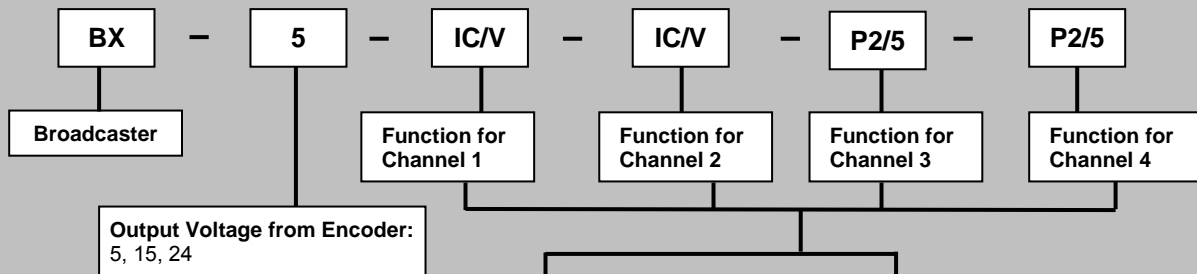 BX – 5 – IC/V – IC/V – P2/5 – P2/5
Broadcaster
Function for
Channel 1
Function for
Channel 2
Function for
Channel 3
Function for
Channel 4
Output Voltage from Encoder:
5, 15, 24